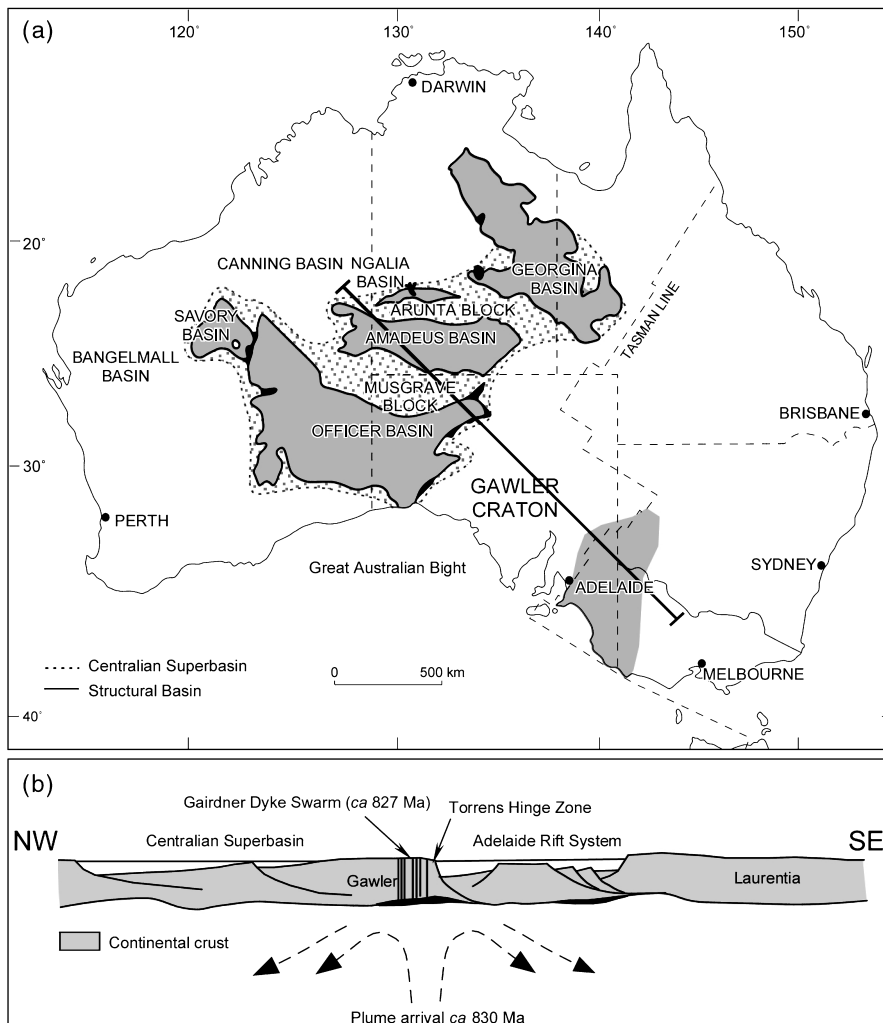 (a)
120°
130°
140°
150°
DARWIN
20°
CANNING BASIN
NGALIA
BASIN
GEORGINA
BASIN
ARUNTA BLOCK
SAVORY
BASIN
AMADEUS BASIN
TASMAN LINE
BANGELMALL
BASIN
MUSGRAVE
BLOCK
BRISBANE
OFFICER BASIN
30°
GAWLER
CRATON
PERTH
SYDNEY
Great Australian Bight
ADELAIDE
Centralian Superbasin
0
500 km
Structural Basin
MELBOURNE
40°
(b)
Gairdner Dyke Swarm (ca 827 Ma)
Torrens Hinge Zone
NW
Centralian Superbasin
Adelaide Rift System
SE
Gawler
Laurentia
Continental crust
Plume arrival ca 830 Ma